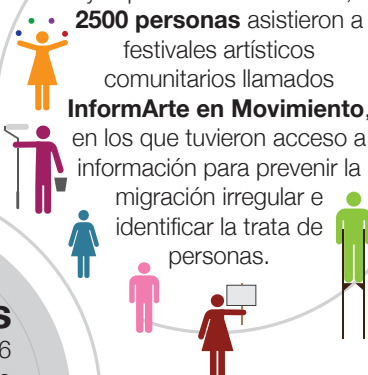 2500 personas asistieron a
festivales artísticos
comunitarios llamados
InformArte en Movimiento,
en los que tuvieron acceso a
información para prevenir la
migración irregular e
identificar la trata de
personas.
s
6